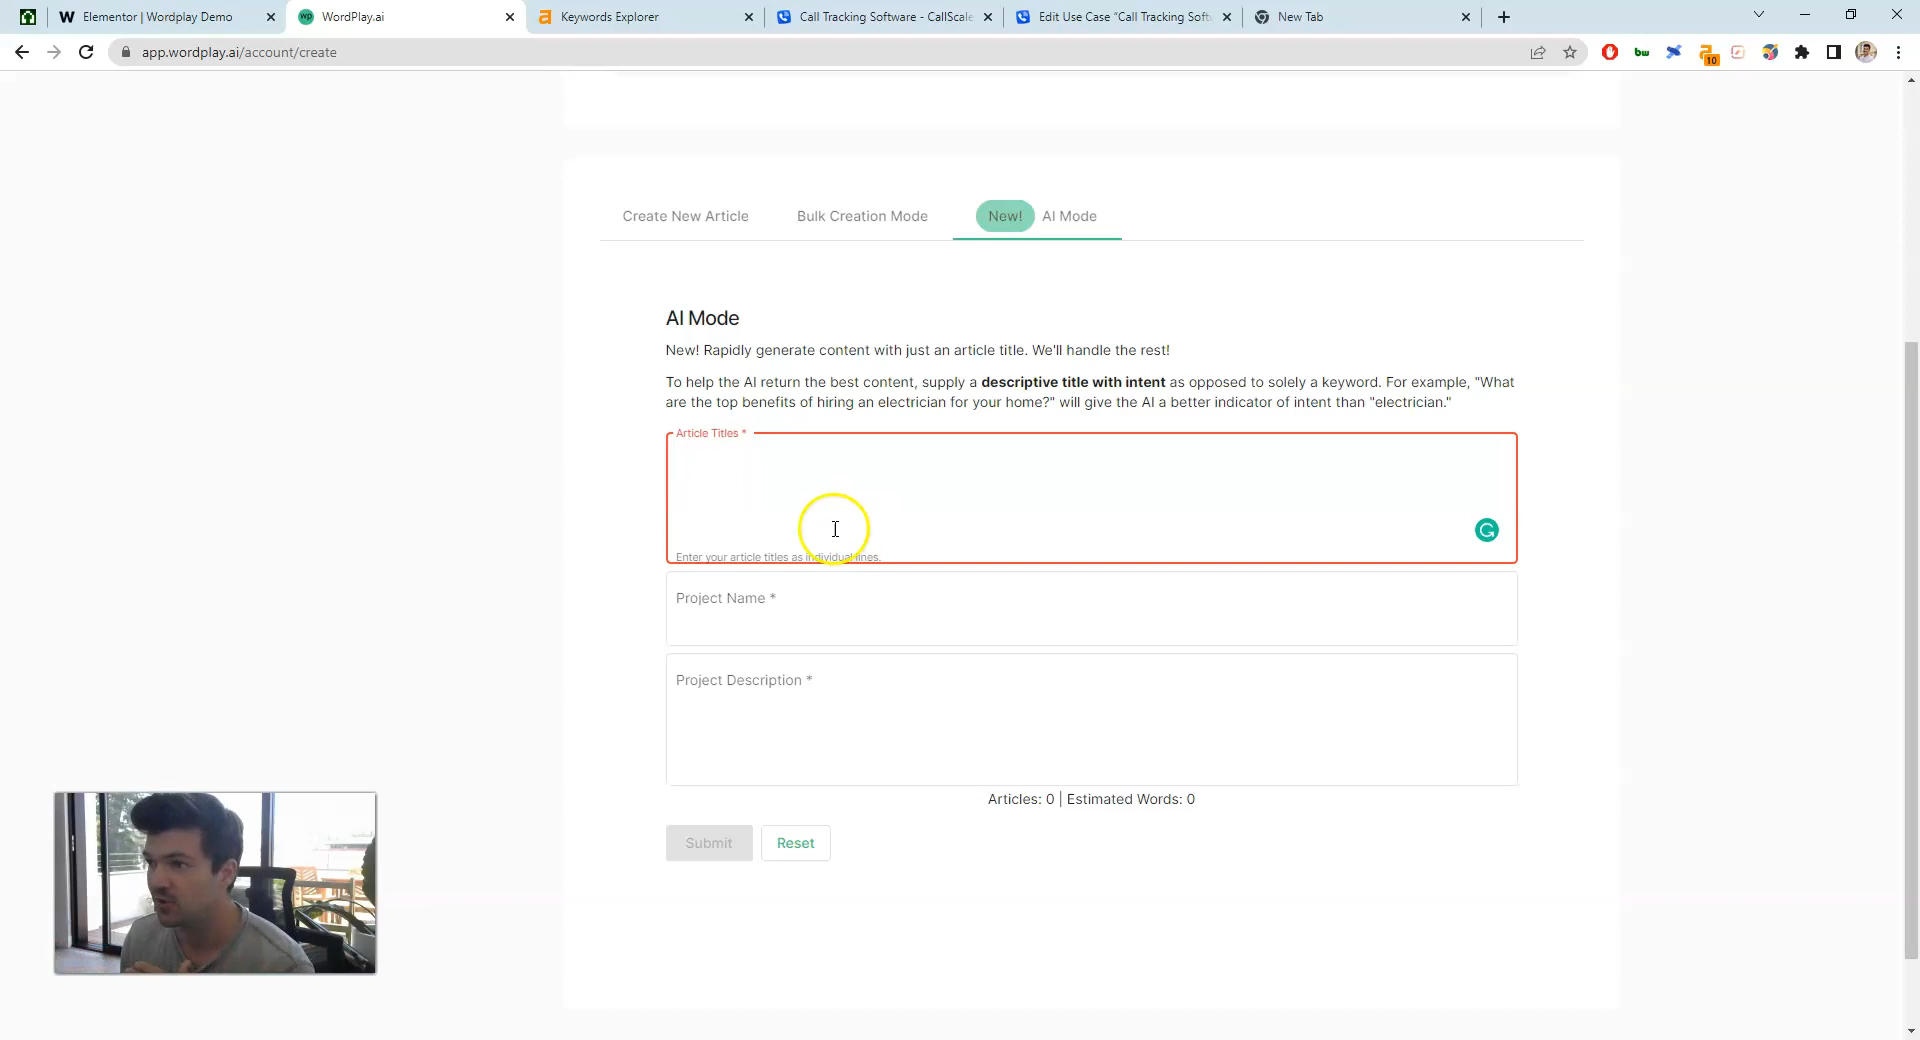 Elementor | Wordplay Demo
WordPlay.ai
Keywords Explorer
Call Tracking Software - CallScale
Edit Use Case "Call Tracking Soft
New Tab
app.wordplay.ai/account/create
bw
10
Create New Article
Bulk Creation Mode
New! AI Mode
AI Mode
New! Rapidly generate content with just an article title. We'll handle the rest!
To help the AI return the best content, supply a descriptive title with intent as opposed to solely a keyword. For example, "What
are the top benefits of hiring an electrician for your home?" will give the AI a better indicator of intent than "electrician."
Article Titles *
Enter your article titles as individual lines.
Project Name *
Project Description *
Articles: 0 | Estimated Words: 0
Submit
Reset